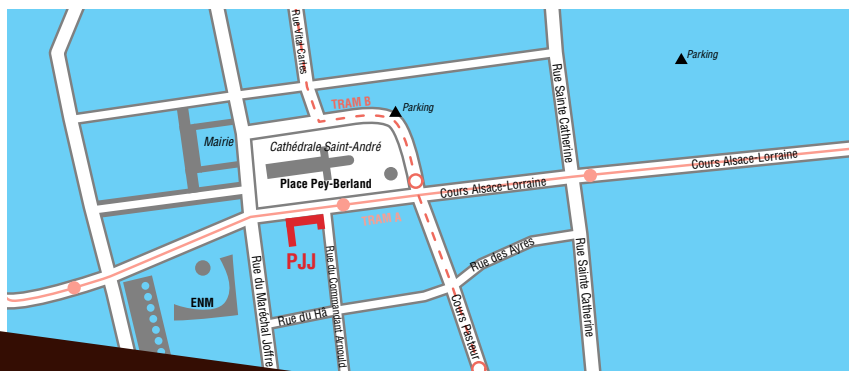 Rue Vital Carles
Parking
TRAM B
Parking
Mairie
Cathédrale Saint-André
Place Pey-Berland
Rue Sainte Catherine
Cours Alsace-Lorraine
Cours Alsace-Lorraine
TRAM A
PJJ
Rue des Ayres
ENM
Rue du Maréchal Joffre
Rue du Hâ
Rue du Commandant Arnould
Cours Pasteur
Rue Sainte Catherine